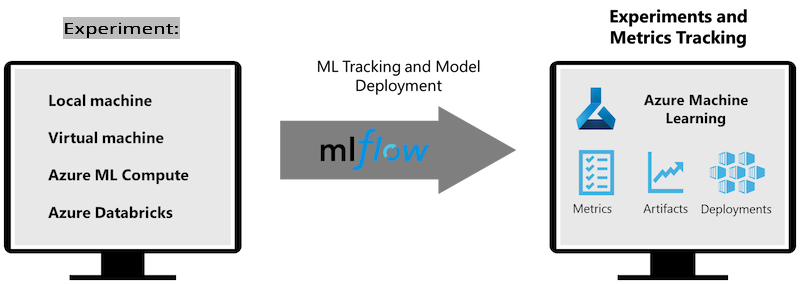 Experiment:
Local machine
Virtual machine
Azure ML Compute
Azure Databricks
ML Tracking and Model
Deployment
mlflow
Experiments and
Metrics Tracking
Azure Machine
Learning
Metrics
Artifacts
Deployments